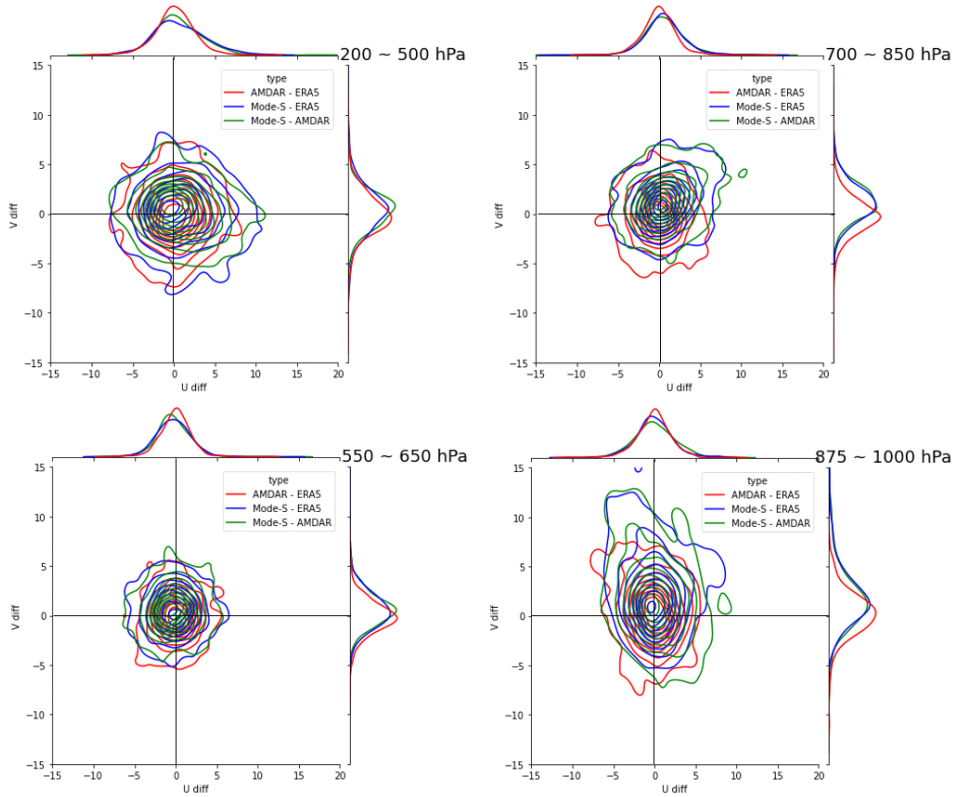 200 ~ 500 hPa
15
10
5
0
−5
−10
−15
V diff
type
AMDAR - ERA5
Mode-S - ERA5
Mode-S - AMDAR
−15 −10 −5 0 5 10 15 20
U diff
700 ~ 850 hPa
15
10
5
0
−5
−10
−15
V diff
type
AMDAR - ERA5
Mode-S - ERA5
Mode-S - AMDAR
−15 −10 −5 0 5 10 15 20
U diff
550 ~ 650 hPa
15
10
5
0
−5
−10
−15
V diff
type
AMDAR - ERA5
Mode-S - ERA5
Mode-S - AMDAR
−15 −10 −5 0 5 10 15 20
U diff
875 ~ 1000 hPa
15
10
5
0
−5
−10
−15
V diff
type
AMDAR - ERA5
Mode-S - ERA5
Mode-S - AMDAR
−15 −10 −5 0 5 10 15 20
U diff